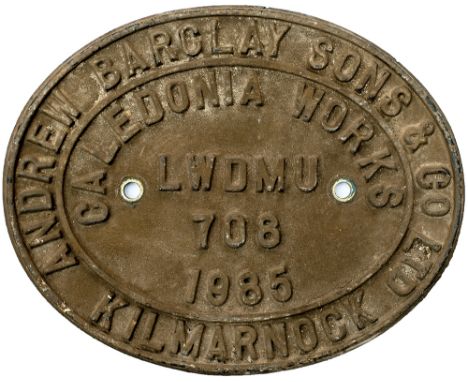 ANDREW BARCLAY SONS & CO LTD
CALEDONIA WORKS
LWDMU
708
1985
KILMARNOCK